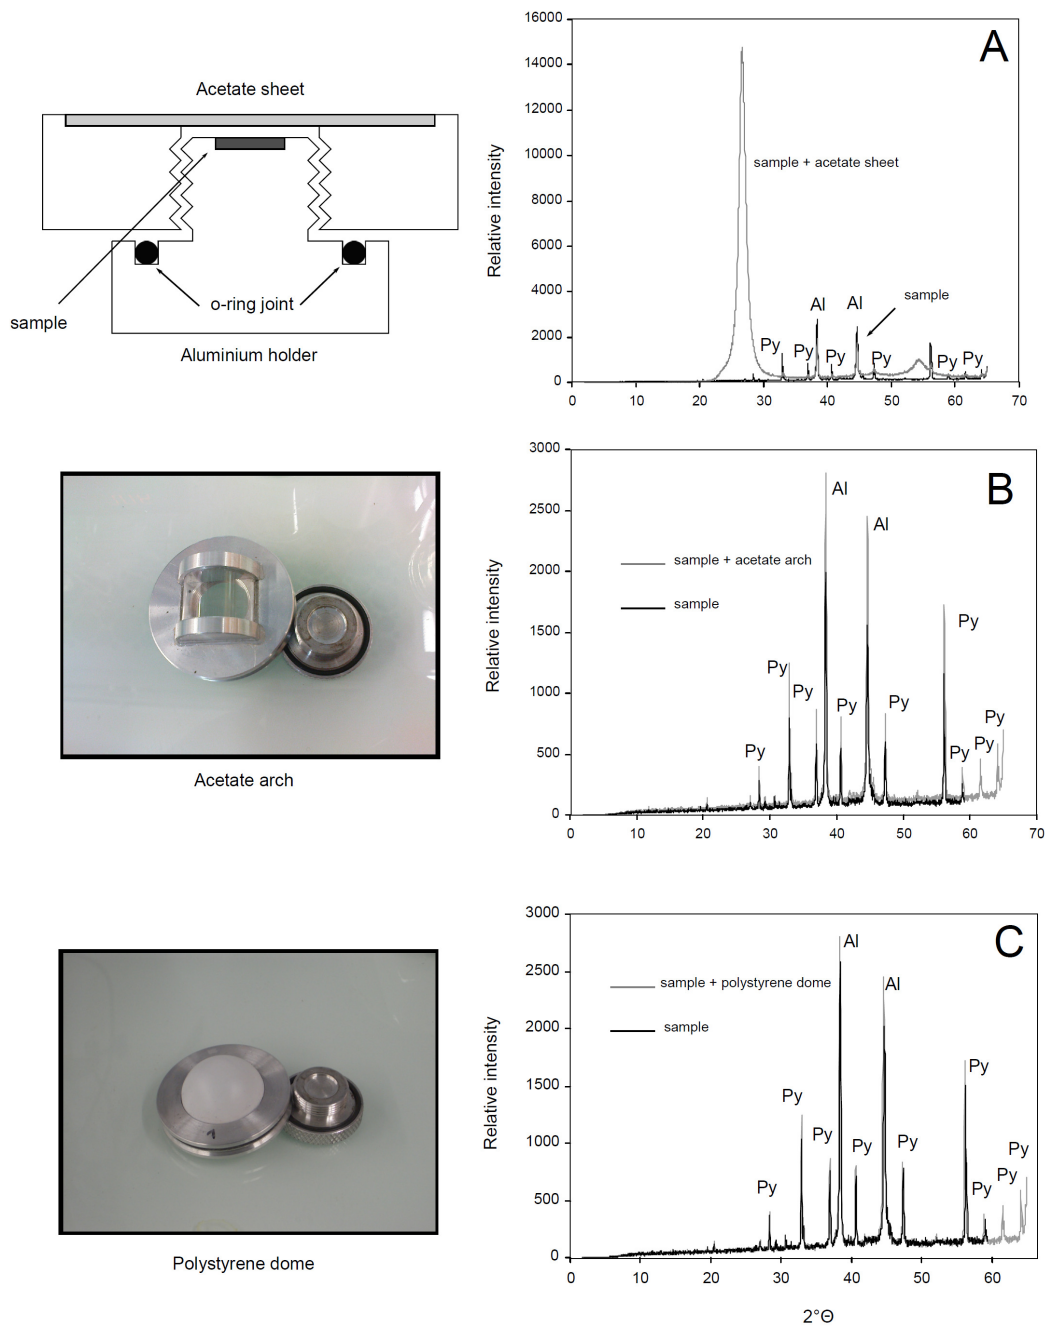 Acetate sheet
sample
o-ring joint
Aluminium holder
A
Relative intensity
16000
14000
12000
10000
8000
6000
4000
2000
0
0 10 20 30 40 50 60 70
sample + acetate sheet
sample
Al
Al
Py
Py
Py
Py
Py
Py
Acetate arch
B
Relative intensity
3000
2500
2000
1500
1000
500
0
0 10 20 30 40 50 60 70
sample + acetate arch
sample
Al
Al
Py
Py
Py
Py
Py
Py
Py
Py
Py
Polystyrene dome
1
C
Relative intensity
3000
2500
2000
1500
1000
500
0
0 10 20 30 40 50 60
sample + polystyrene dome
sample
Al
Al
Py
Py
Py
Py
Py
Py
Py
Py
Py
2°Θ